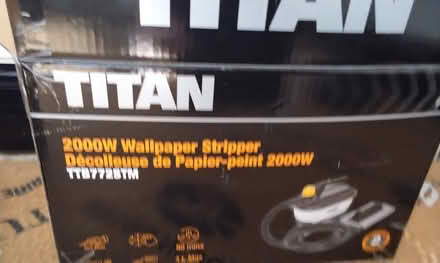 TITAN
TITAN
2000W Wallpaper Stripper
Décolleuse de Papier-peint 2000W
TTB772STM